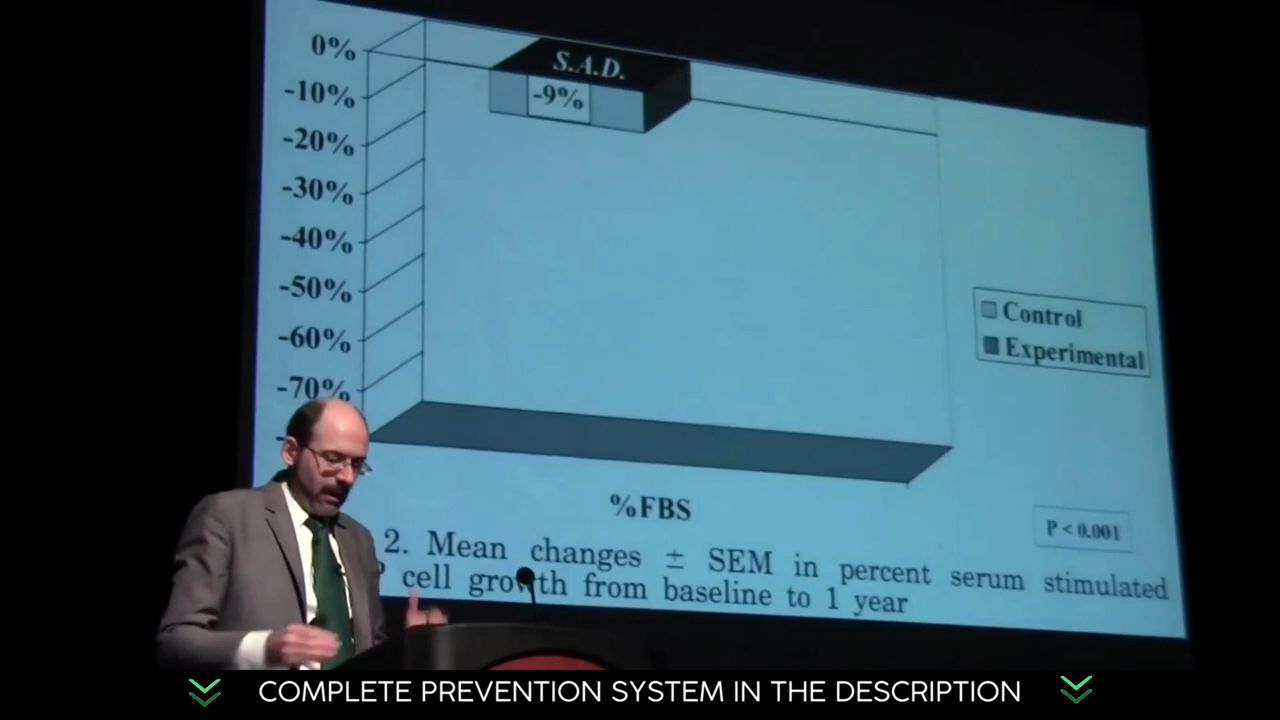 0%
-10%
-20%
-30%
-40%
-50%
-60%
-70%
S.A.D.
-9%
Control
Experimental
%FBS
P < 0.001
2. Mean changes ± SEM in percent serum stimulated
cell growth from baseline to 1 year
COMPLETE PREVENTION SYSTEM IN THE DESCRIPTION